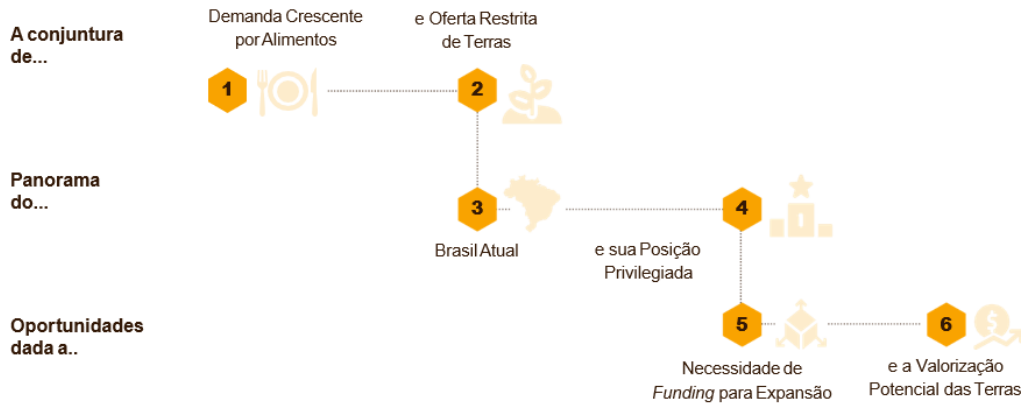 A conjuntura
de...
Demanda Crescente
por Alimentos
e Oferta Restrita
de Terras
1
2
Panorama
do...
3
4
Brasil Atual
e sua Posição
Privilegiada
Oportunidades
dada a..
5
6
Necessidade de
Funding para Expansão
e a Valorização
Potencial das Terras